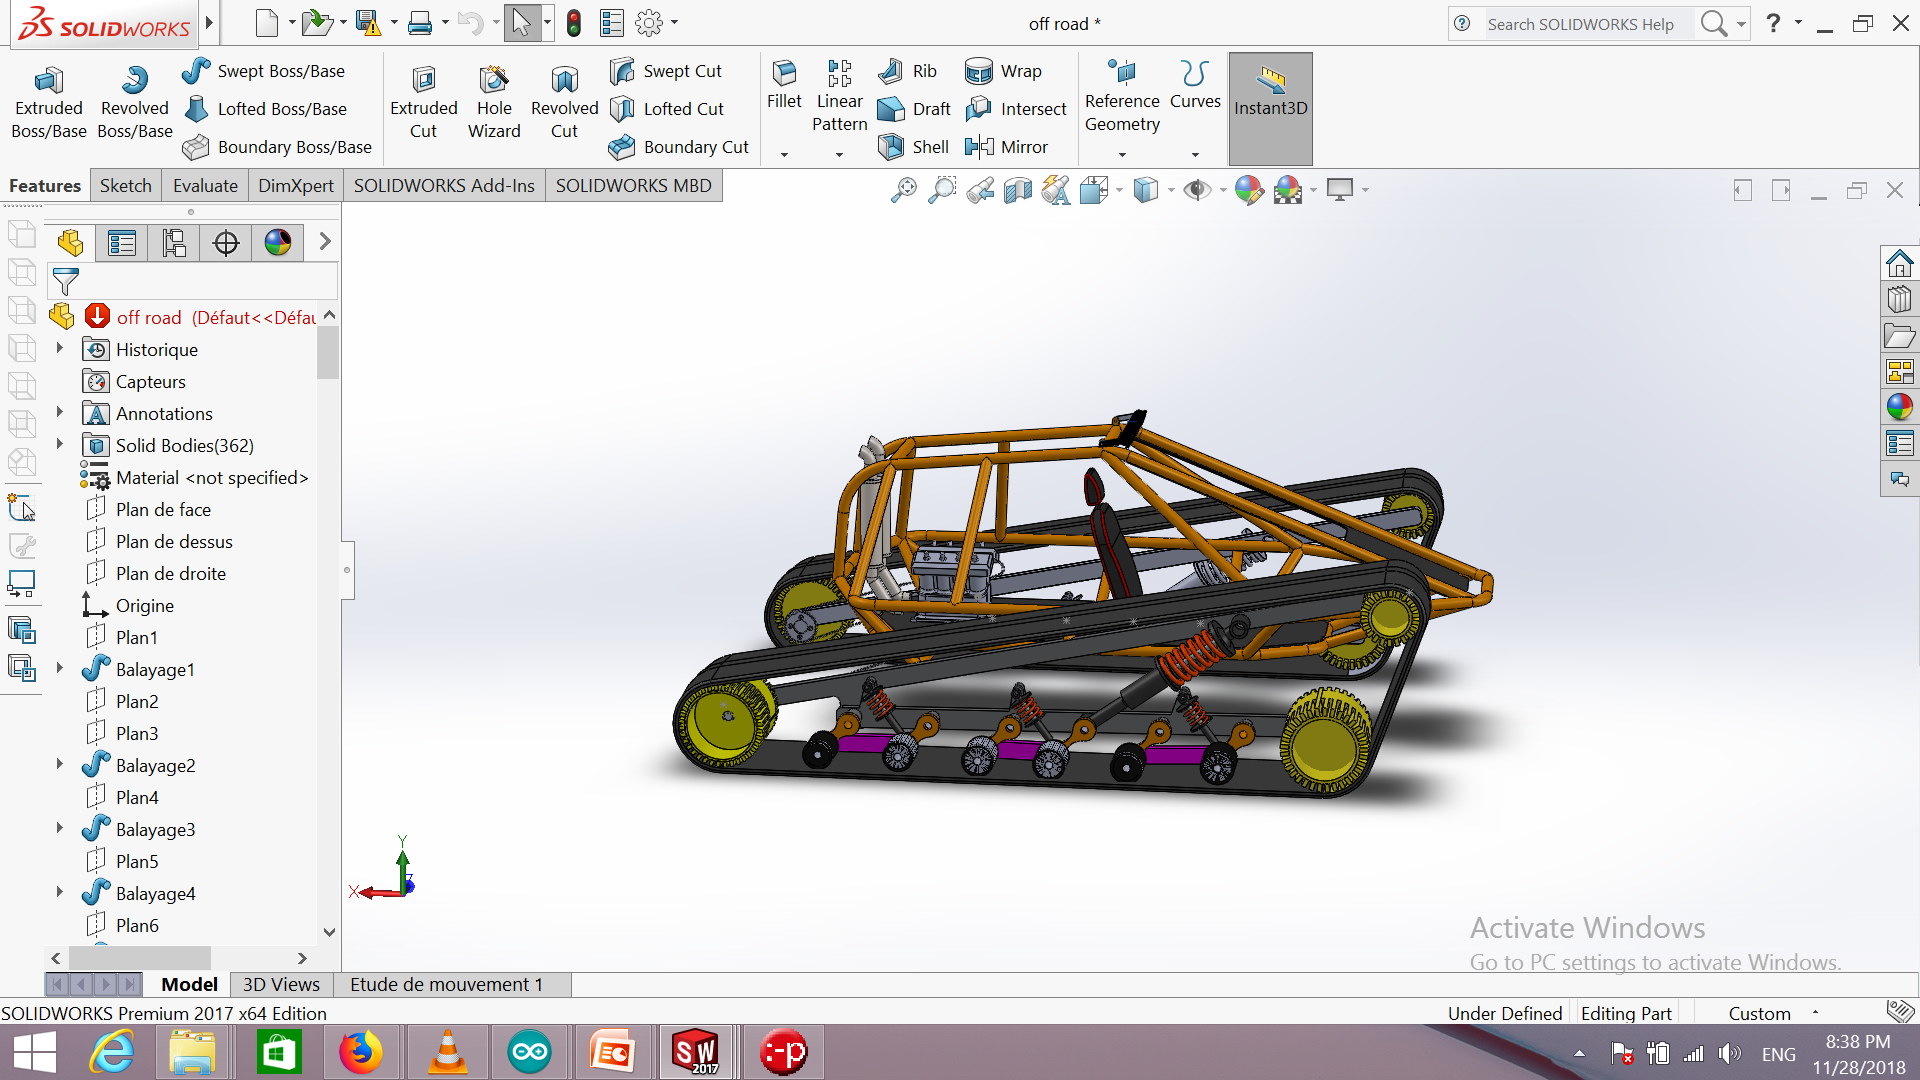 SOLIDWORKS
off road *
Search SOLIDWORKS Help
?
Extruded Boss/Base
Revolved Boss/Base
Swept Boss/Base
Lofted Boss/Base
Boundary Boss/Base
Extruded Cut
Hole Wizard
Revolved Cut
Swept Cut
Lofted Cut
Boundary Cut
Fillet
Linear Pattern
Rib
Draft
Shell
Wrap
Intersect
Mirror
Reference Geometry
Curves
Instant3D
Features
Sketch
Evaluate
DimXpert
SOLIDWORKS Add-Ins
SOLIDWORKS MBD
off road (Défaut<<Défau
Historique
Capteurs
Annotations
Solid Bodies(362)
Material <not specified>
Plan de face
Plan de dessus
Plan de droite
Origine
Plan1
Balayage1
Plan2
Plan3
Balayage2
Plan4
Balayage3
Plan5
Balayage4
Plan6
Y
X
Z
Activate Windows
Go to PC settings to activate Windows.
Model
3D Views
Etude de mouvement 1
SOLIDWORKS Premium 2017 x64 Edition
Under Defined
Editing Part
Custom
SW
2017
:-p
ENG
8:38 PM
11/28/2018